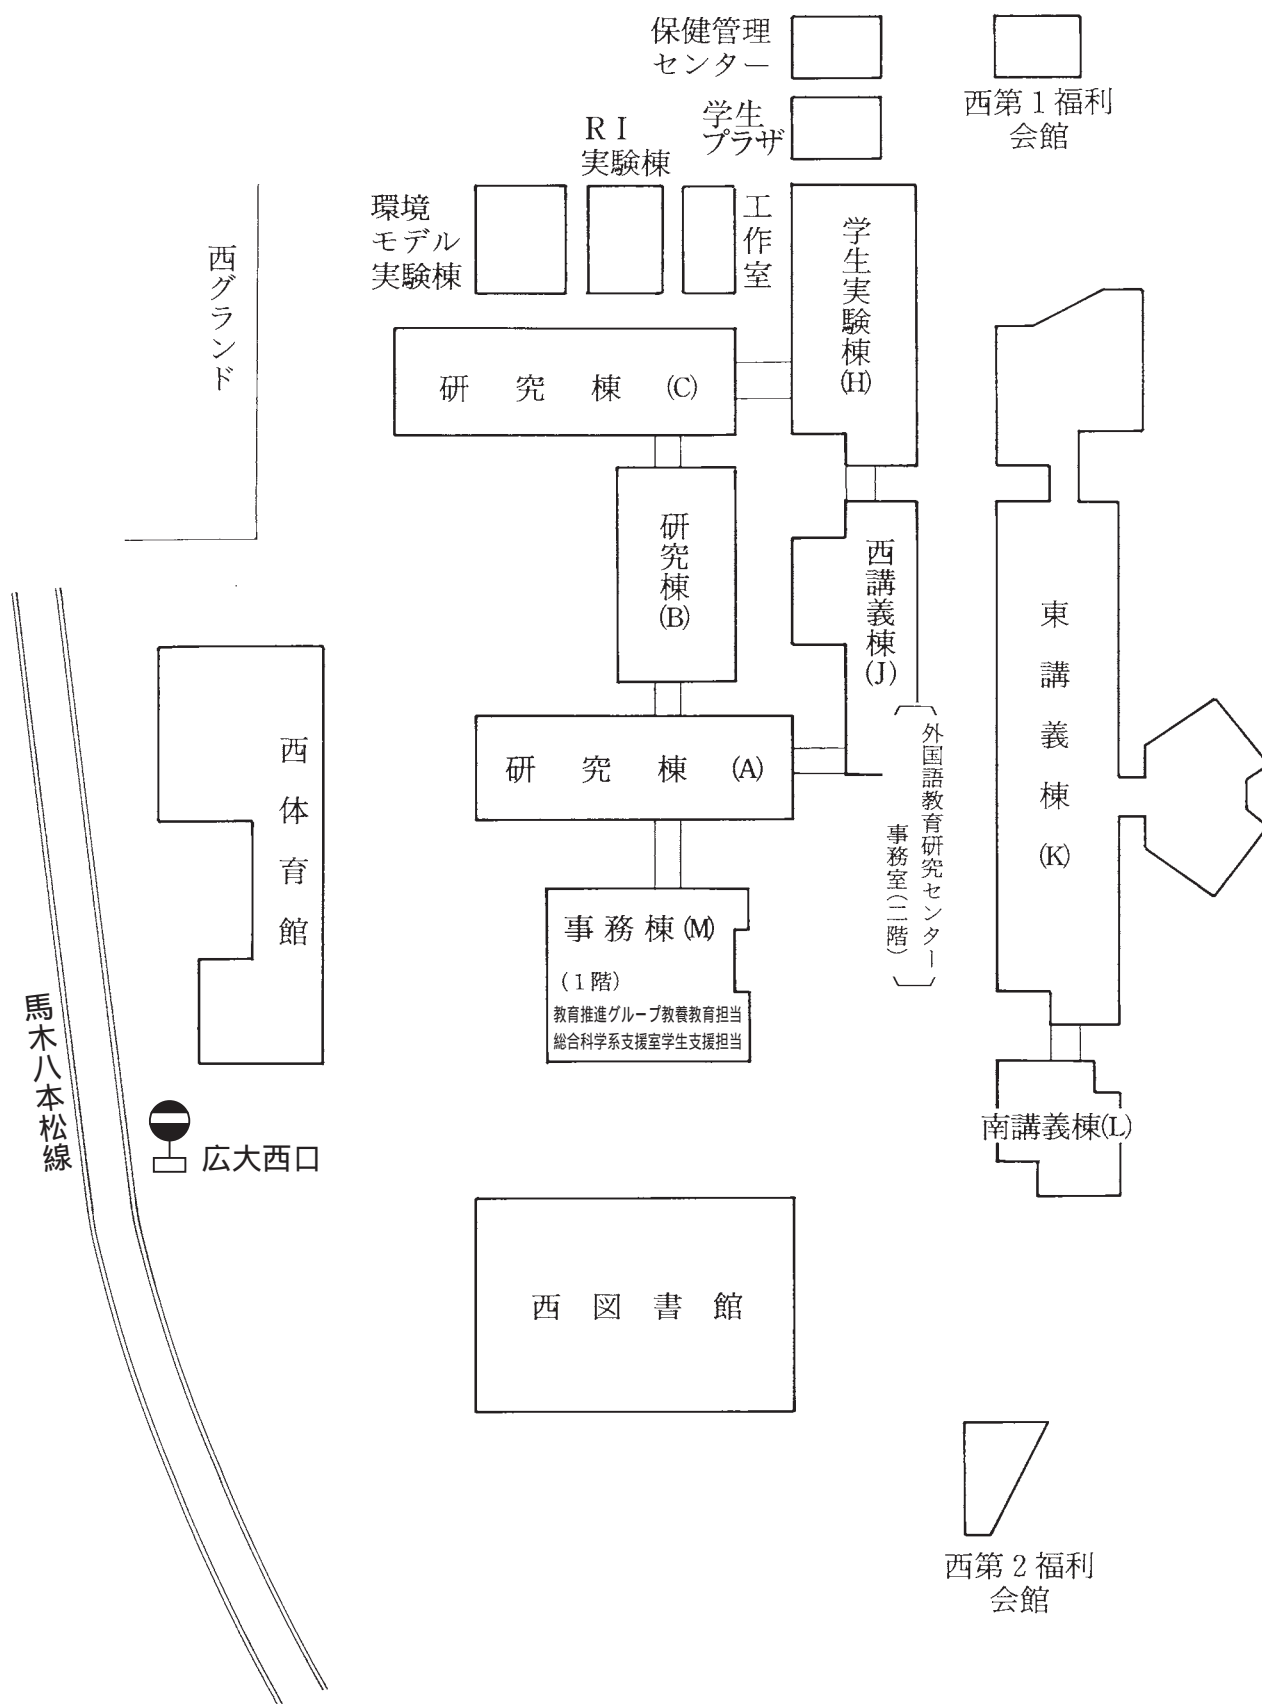 保健管理
センター
西第1福利
会館
学生
プラザ
RI
実験棟
環境
モデル
実験棟
工作室
学生実験棟(H)
西グランド
研究棟(C)
研究棟(B)
西講義棟(J)
東講義棟(K)
研究棟(A)
外国語教育研究センター
事務室(二階)
西体育館
事務棟(M)
(1階)
教育推進グループ教養教育担当
総合科学系支援室学生支援担当
馬木八本松線
広大西口
南講義棟(L)
西図書館
西第2福利
会館